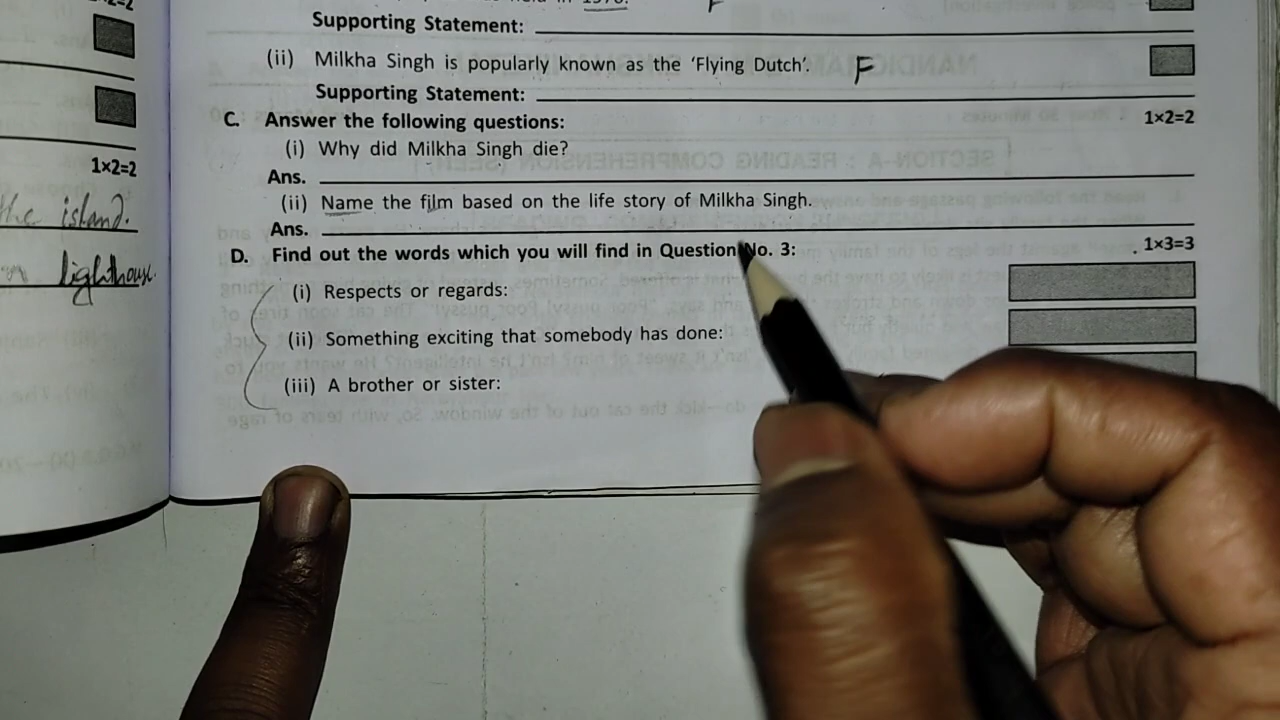 Supporting Statement:
(ii) Milkha Singh is popularly known as the ‘Flying Dutch’. F
Supporting Statement:
C. Answer the following questions: 1×2=2
(i) Why did Milkha Singh die?
Ans.
(ii) Name the film based on the life story of Milkha Singh.
Ans.
D. Find out the words which you will find in Question No. 3: 1×3=3
(i) Respects or regards:
(ii) Something exciting that somebody has done:
(iii) A brother or sister:
1×2=2
the island.
lighthouse.